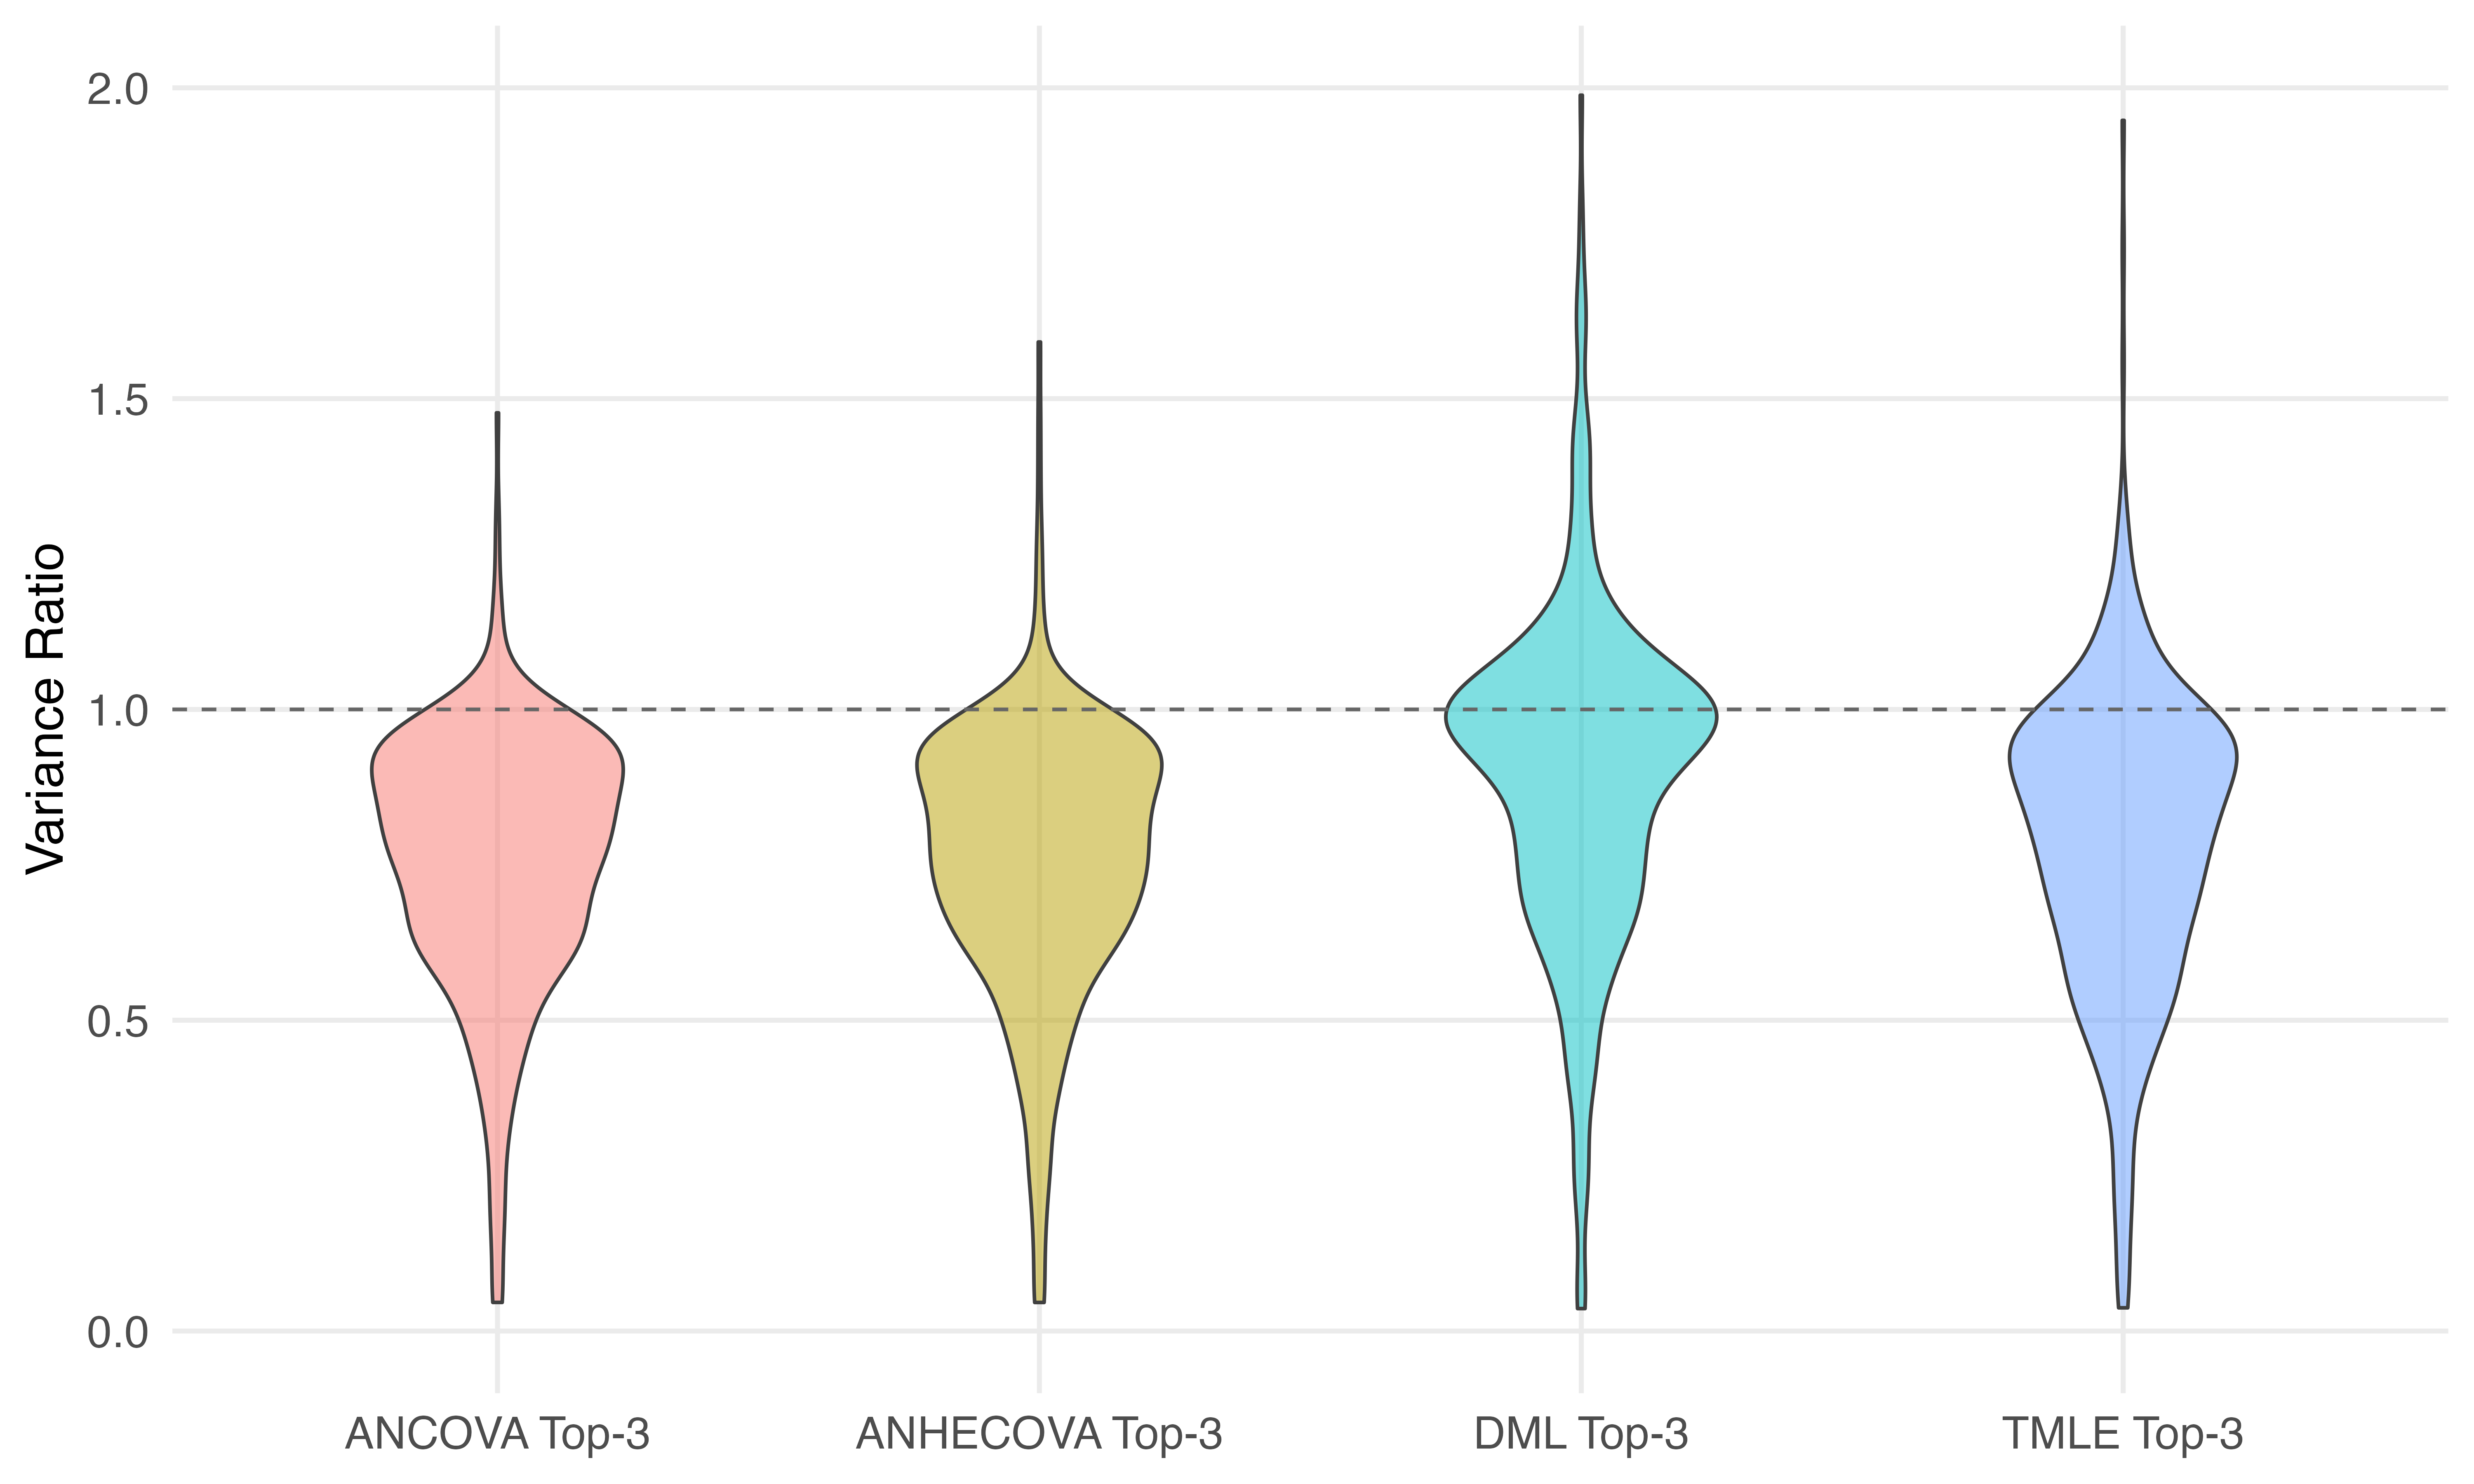 Variance Ratio
2.0
1.5
1.0
0.5
0.0
ANCOVA Top-3
ANHECOVA Top-3
DML Top-3
TMLE Top-3